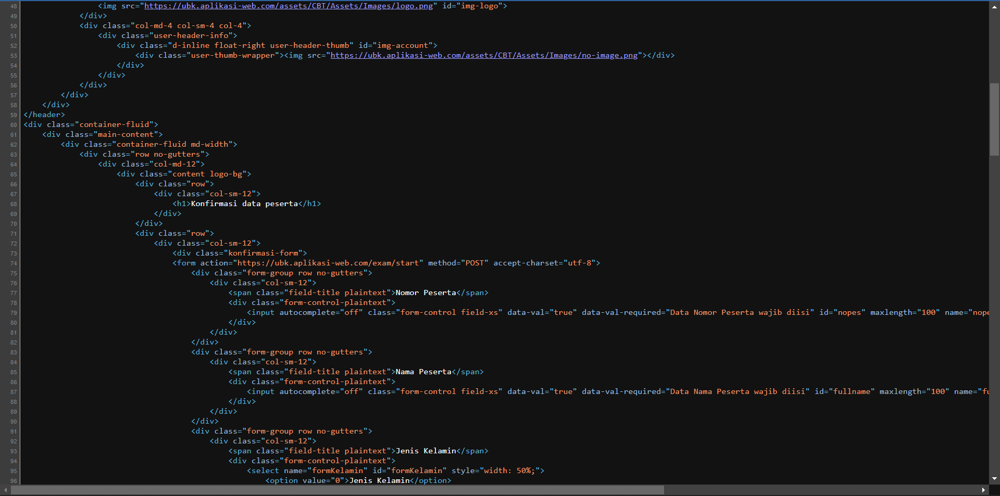 48 <img src="https://ubk.aplikasi-web.com/assets/CBT/Assets/Images/logo.png" id="img-logo">
49 </div>
50 <div class="col-md-4 col-sm-4 col-4">
51 <div class="user-header-info">
52 <div class="d-inline float-right user-header-thumb" id="img-account">
53 <div class="user-thumb-wrapper"><img src="https://ubk.aplikasi-web.com/assets/CBT/Assets/Images/no-image.png"></div>
54 </div>
55 </div>
56 </div>
57 </div>
58 </div>
59 </header>
60 <div class="container-fluid">
61 <div class="main-content">
62 <div class="container-fluid md-width">
63 <div class="row no-gutters">
64 <div class="col-md-12">
65 <div class="content logo-bg">
66 <div class="row">
67 <div class="col-sm-12">
68 <h1>Konfirmasi data peserta</h1>
69 </div>
70 </div>
71 <div class="row">
72 <div class="col-sm-12">
73 <div class="konfirmasi-form">
74 <form action="https://ubk.aplikasi-web.com/exam/start" method="POST" accept-charset="utf-8">
75 <div class="form-group row no-gutters">
76 <div class="col-sm-12">
77 <span class="field-title plaintext">Nomor Peserta</span>
78 <div class="form-control-plaintext">
79 <input autocomplete="off" class="form-control field-xs" data-val="true" data-val-required="Data Nomor Peserta wajib diisi" id="nopes" maxlength="100" name="nope
80 </div>
81 </div>
82 </div>
83 <div class="form-group row no-gutters">
84 <div class="col-sm-12">
85 <span class="field-title plaintext">Nama Peserta</span>
86 <div class="form-control-plaintext">
87 <input autocomplete="off" class="form-control field-xs" data-val="true" data-val-required="Data Nama Peserta wajib diisi" id="fullname" maxlength="100" name="fu
88 </div>
89 </div>
90 </div>
91 <div class="form-group row no-gutters">
92 <div class="col-sm-12">
93 <span class="field-title plaintext">Jenis Kelamin</span>
94 <div class="form-control-plaintext">
95 <select name="formKelamin" id="formKelamin" style="width: 50%;">
96 <option value="0">Jenis Kelamin</option>